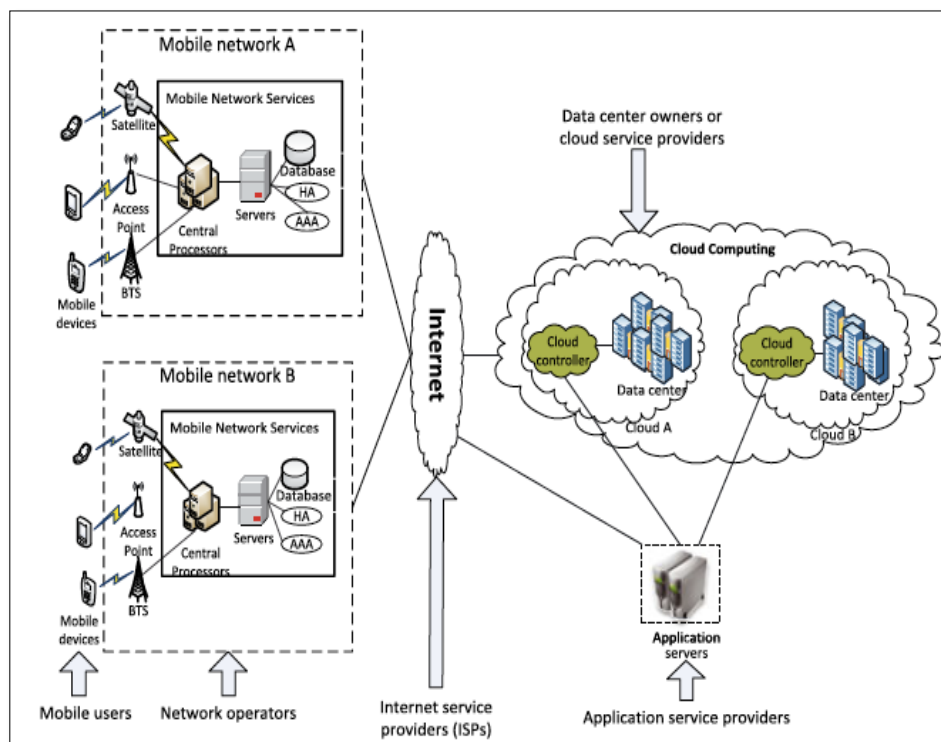 Mobile network A
Mobile Network Services
Satellite
Database
HA
AAA
Servers
Access
Point
Central
Processors
BTS
Mobile
devices
Mobile network B
Mobile Network Services
Satellite
Database
HA
AAA
Servers
Access
Point
Central
Processors
BTS
Mobile
devices
Mobile users
Network operators
Internet
Internet service
providers (ISPs)
Data center owners or
cloud service providers
Cloud Computing
Cloud
controller
Data center
Cloud A
Cloud
controller
Data center
Cloud B
Application
servers
Application service providers